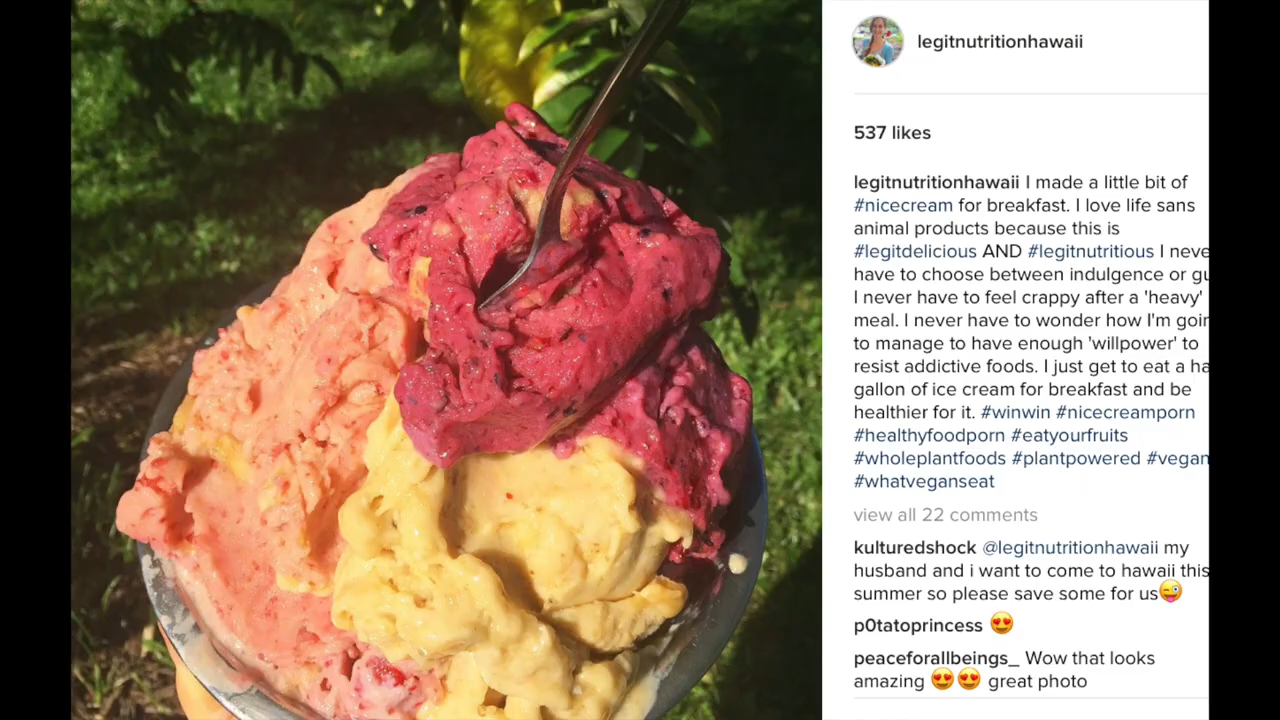 legitnutritionhawaii
537 likes
legitnutritionhawaii I made a little bit of
#nicecream for breakfast. I love life sans
animal products because this is
#legitdelicious AND #legitnutritious I neve
have to choose between indulgence or gu
I never have to feel crappy after a 'heavy'
meal. I never have to wonder how I'm goin
to manage to have enough 'willpower' to
resist addictive foods. I just get to eat a ha
gallon of ice cream for breakfast and be
healthier for it. #winwin #nicecreamporn
#healthyfoodporn #eatyourfruits
#wholeplantfoods #plantpowered #vegan
#whatveganseat
view all 22 comments
kulturedshock @legitnutritionhawaii my
husband and i want to come to hawaii this
summer so please save some for us😜
p0tatoprincess 😍
peaceforallbeings_ Wow that looks
amazing 😍😍 great photo